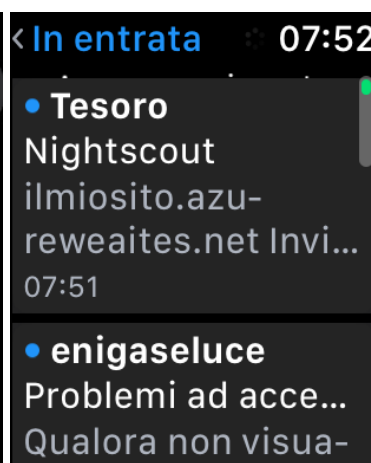 < In entrata 07:52
Tesoro
Nightscout
ilmiosito.azu-
reweaites.net Invi...
07:51
enigaseluce
Problemi ad acce...
Qualora non visua-